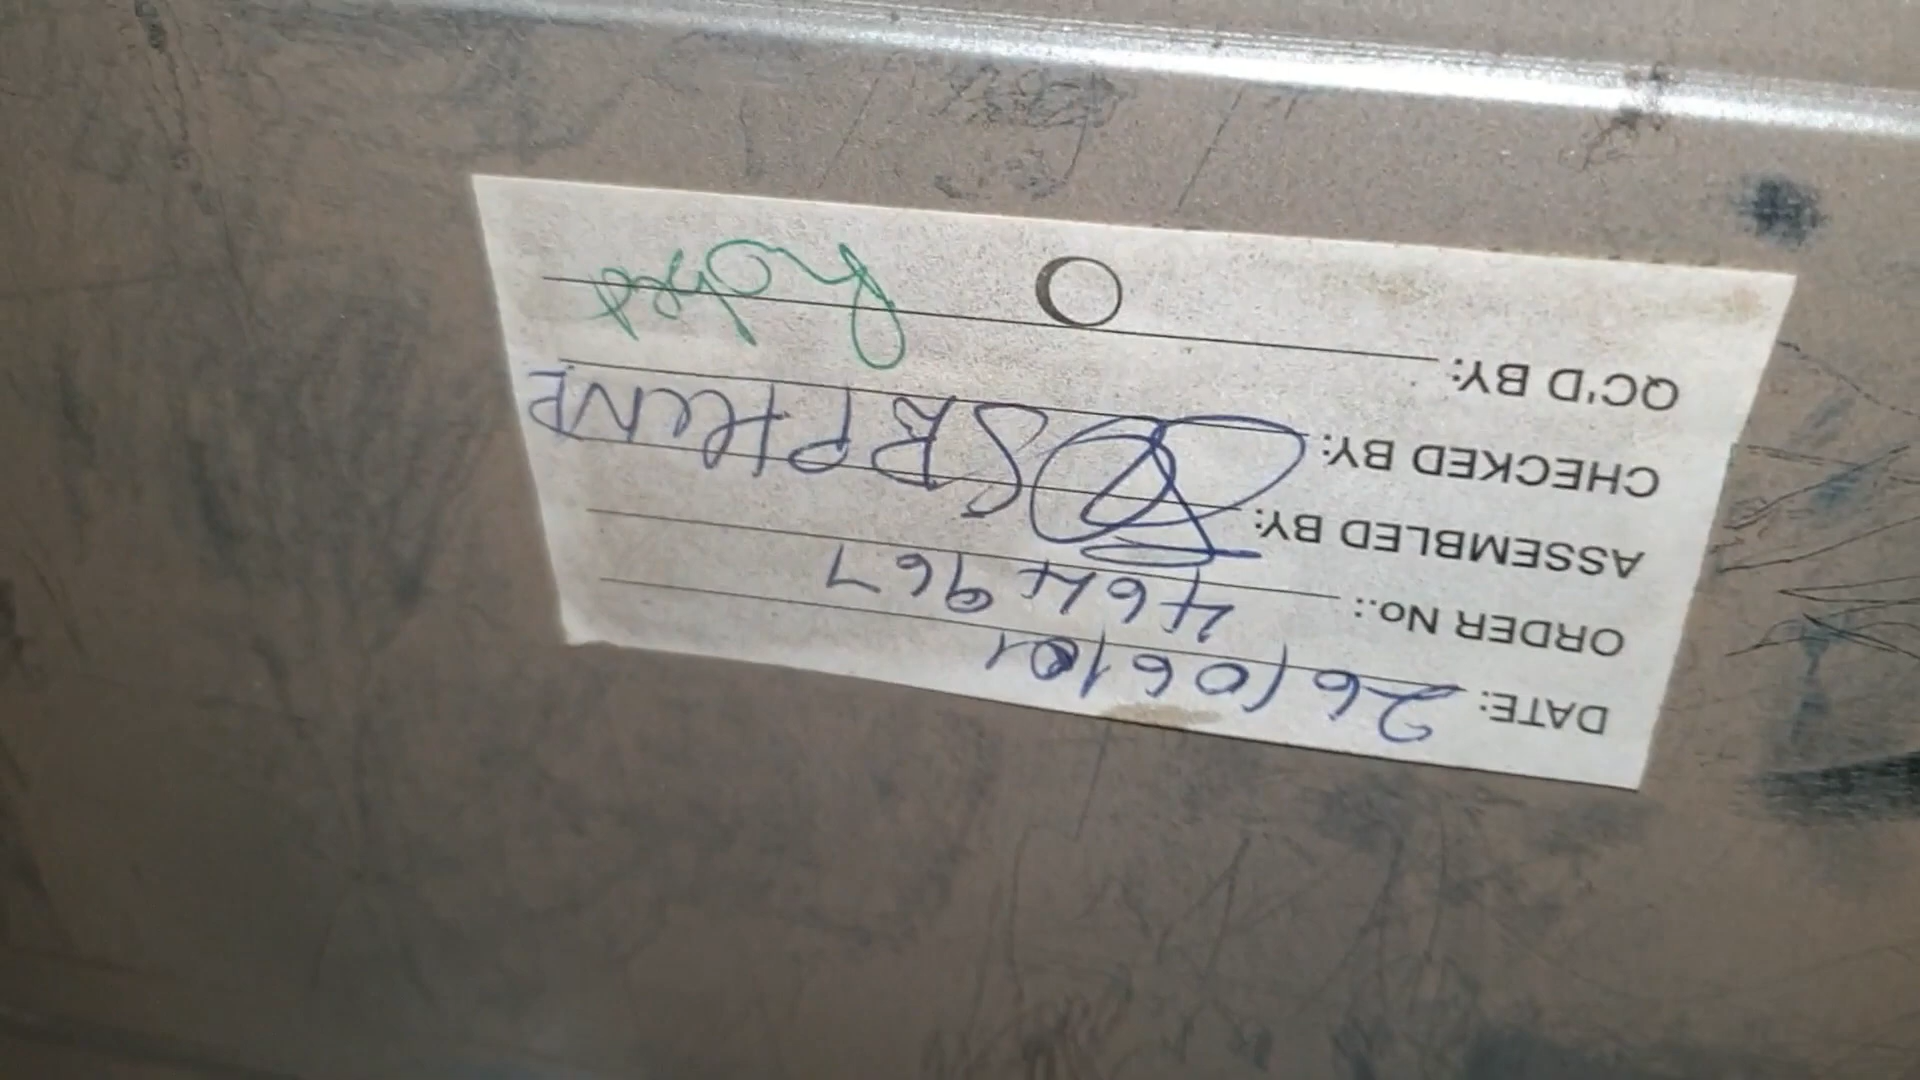 DATE: 26/06/01
ORDER No.: 464967
ASSEMBLED BY:
CHECKED BY:
QC'D BY: